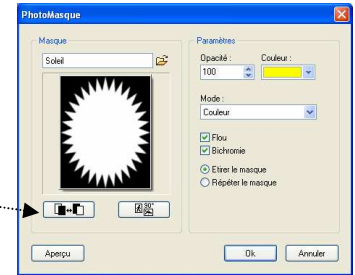 PhotoMasque
Masque
Soleil
Paramètres
Opacité :
Couleur :
100
Mode :
Couleur
Flou
Bichromie
Etirer le masque
Répéter le masque
90°
Aperçu
Ok
Annuler